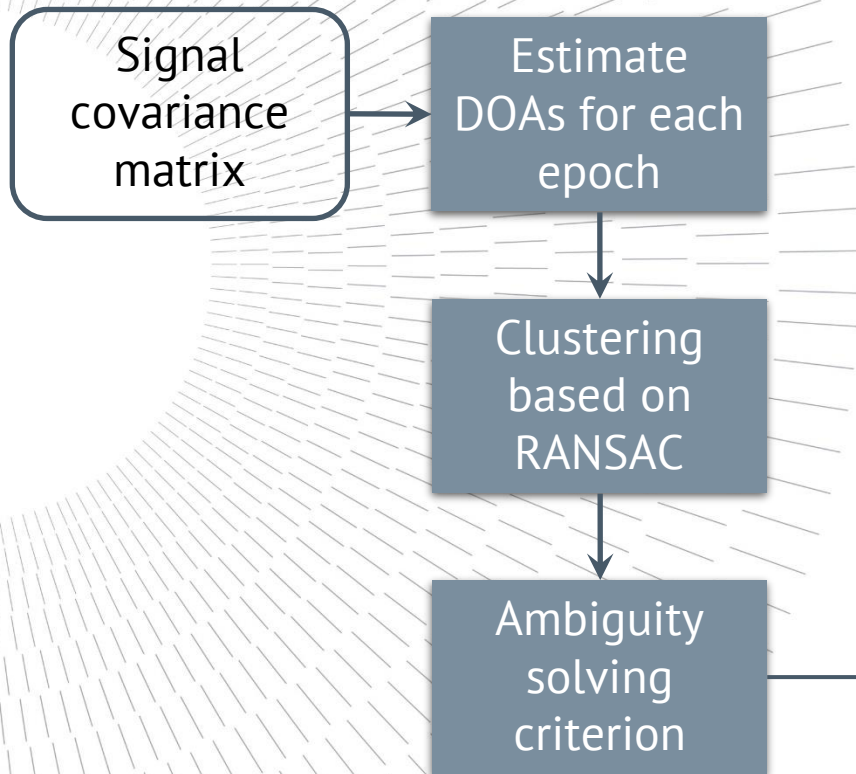 Signal
covariance
matrix
Estimate
DOAs for each
epoch
Clustering
based on
RANSAC
Ambiguity
solving
criterion